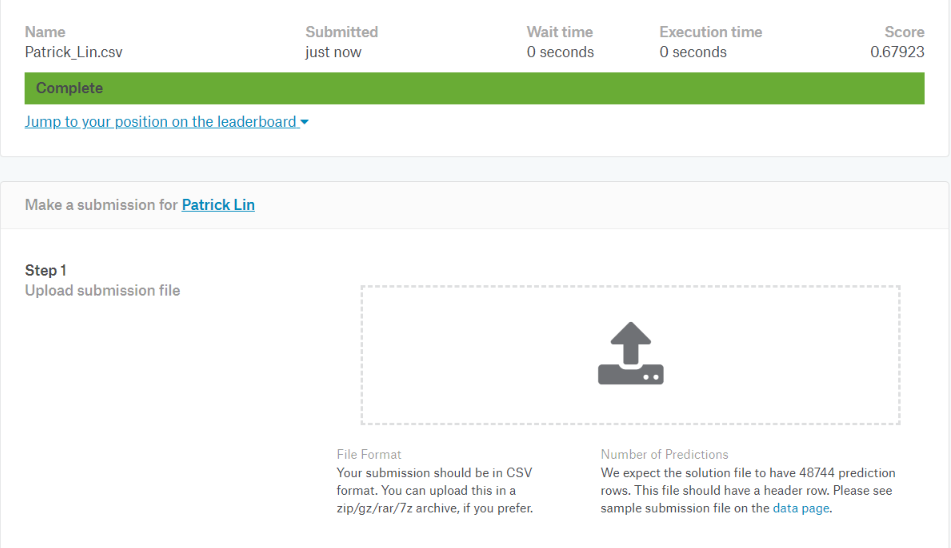 Name Submitted Wait time Execution time Score
Patrick_Lin.csv just now 0 seconds 0 seconds 0.67923
Complete
Jump to your position on the leaderboard
Make a submission for Patrick Lin
Step 1
Upload submission file
File Format
Your submission should be in CSV
format. You can upload this in a
zip/gz/rar/7z archive, if you prefer.
Number of Predictions
We expect the solution file to have 48744 prediction
rows. This file should have a header row. Please see
sample submission file on the data page.